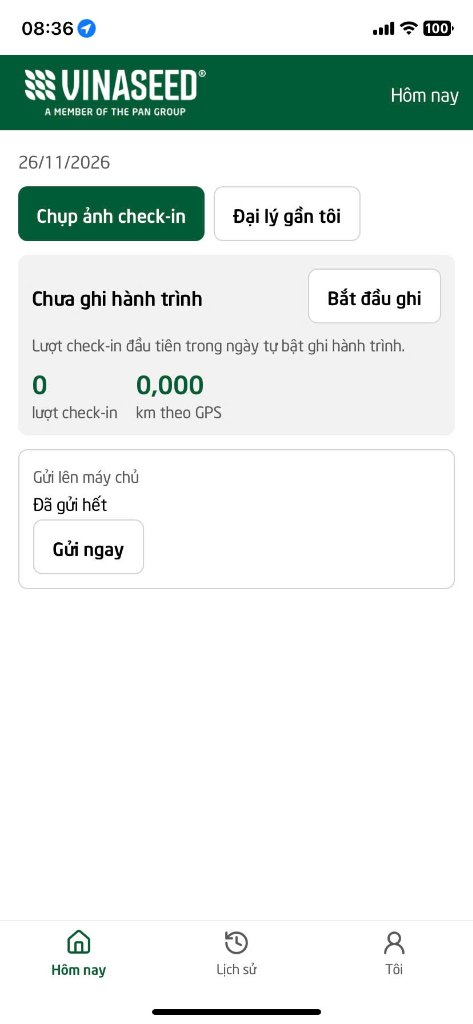 08:36
100
VINASEED®
A MEMBER OF THE PAN GROUP
Hôm nay
26/11/2026
Chụp ảnh check-in
Đại lý gần tôi
Chưa ghi hành trình
Bắt đầu ghi
Lượt check-in đầu tiên trong ngày tự bật ghi hành trình.
0
0,000
lượt check-in
km theo GPS
Gửi lên máy chủ
Đã gửi hết
Gửi ngay
Hôm nay
Lịch sử
Tôi